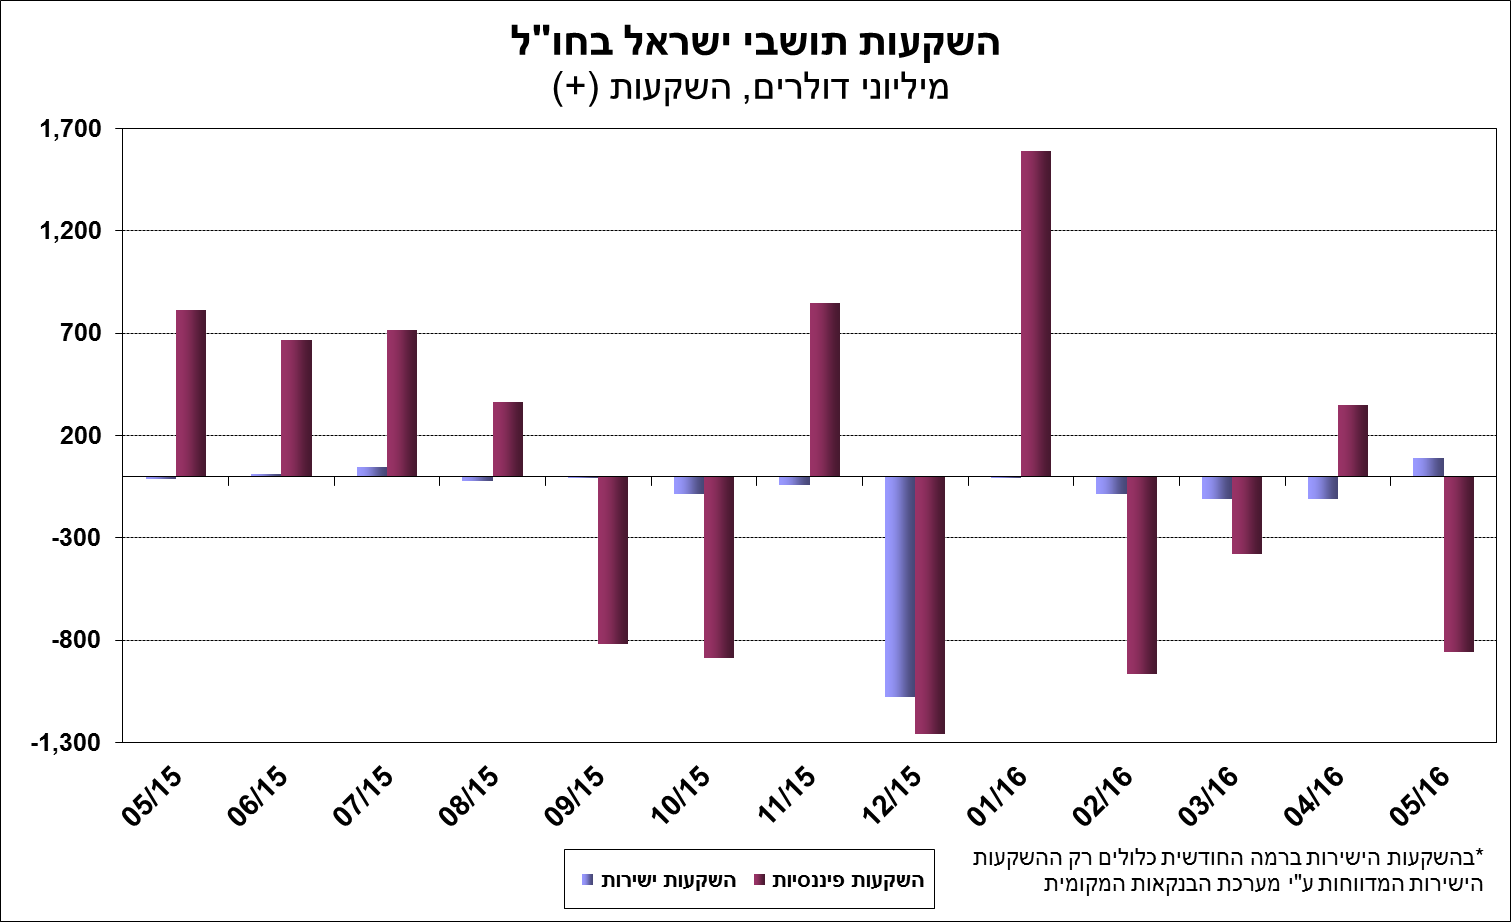 השקעות תושבי ישראל בחו"ל
מיליוני דולרים, השקעות (+)
1,700
1,200
700
200
-300
-800
-1,300
05/15 06/15 07/15 08/15 09/15 10/15 11/15 12/15 01/16 02/16 03/16 04/16 05/16
השקעות ישירות השקעות פיננסיות
*בהשקעות הישירות ברמה החודשית כלולים רק ההשקעות
הישירות המדווחות ע"י מערכת הבנקאות המקומית